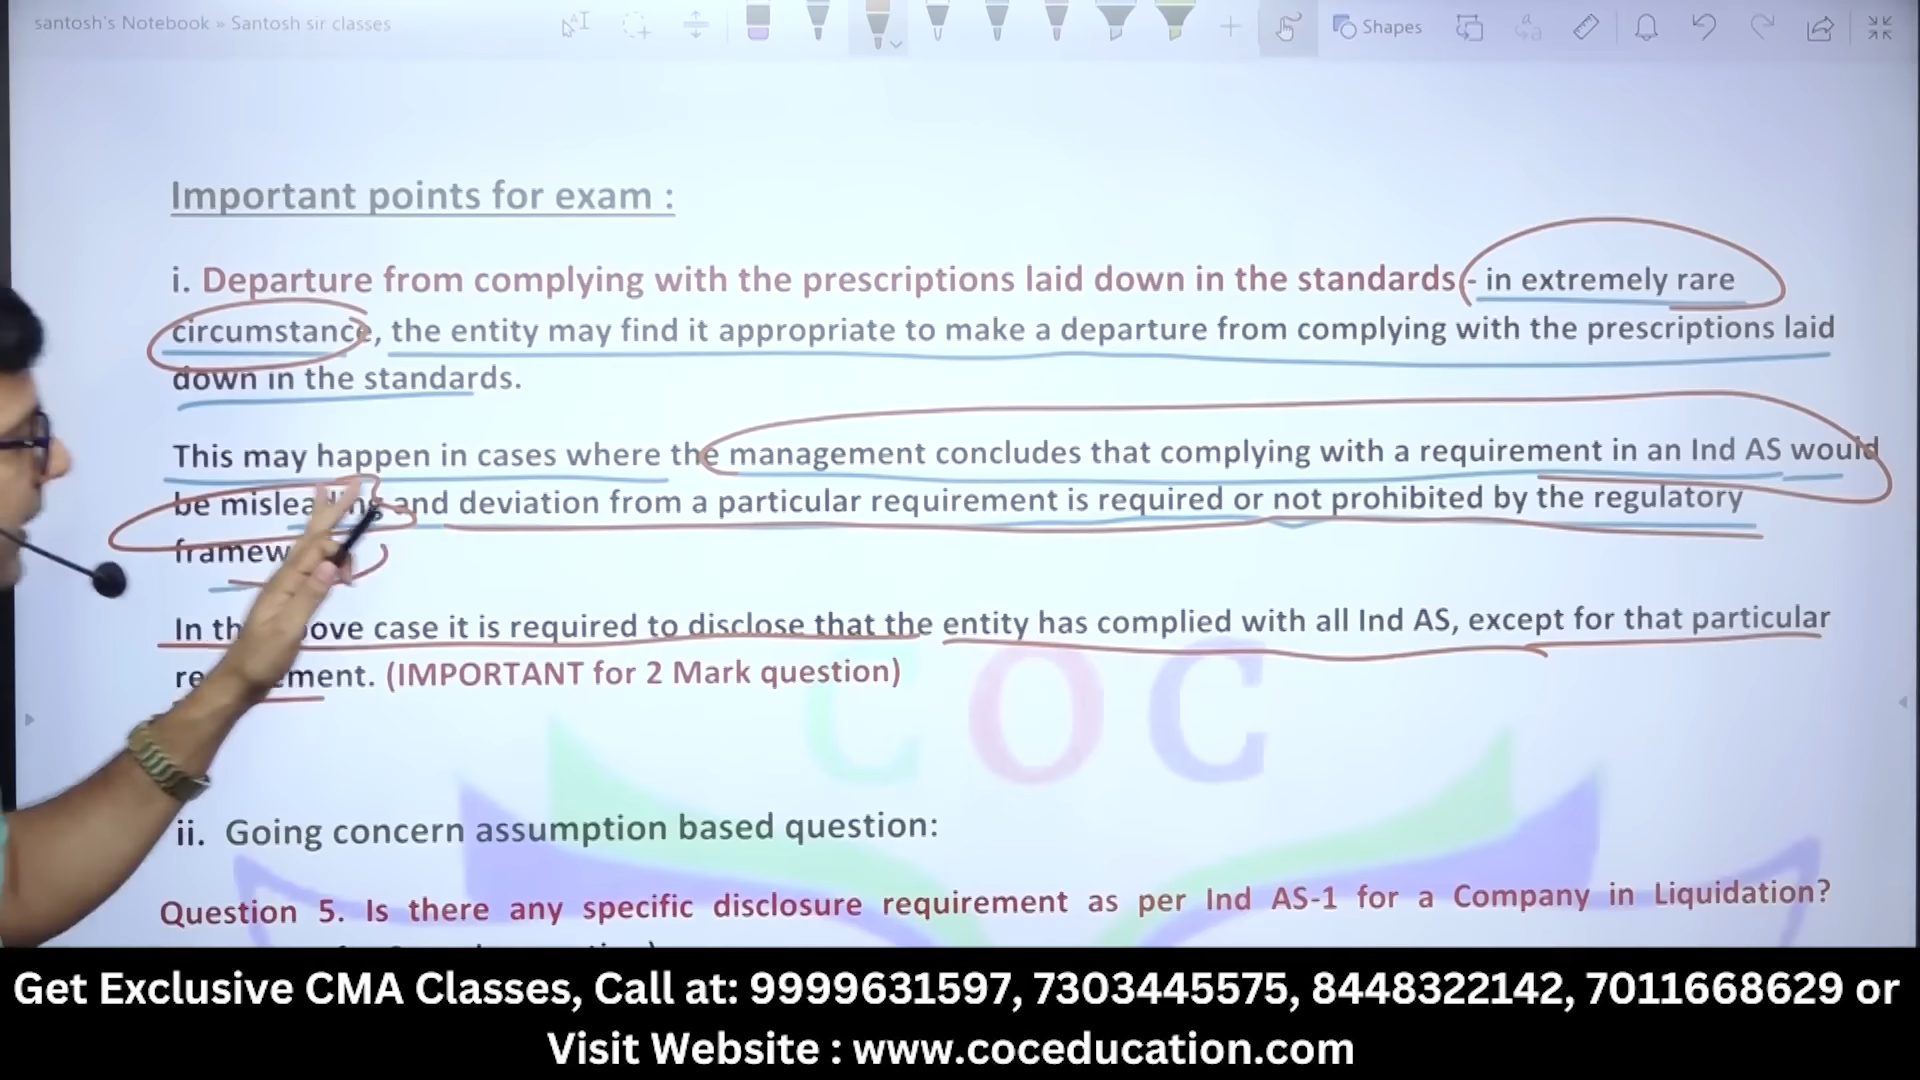 santosh's Notebook » Santosh sir classes
Shapes
Important points for exam :
i. Departure from complying with the prescriptions laid down in the standards - in extremely rare
circumstance, the entity may find it appropriate to make a departure from complying with the prescriptions laid
down in the standards.
This may happen in cases where the management concludes that complying with a requirement in an Ind AS would
be misleading and deviation from a particular requirement is required or not prohibited by the regulatory
In the above case it is required to disclose that the entity has complied with all Ind AS, except for that particular
requirement. (IMPORTANT for 2 Mark question)
COC
ii. Going concern assumption based question:
Question 5. Is there any specific disclosure requirement as per Ind AS-1 for a Company in Liquidation?
Get Exclusive CMA Classes, Call at: 9999631597, 7303445575, 8448322142, 7011668629 or
Visit Website : www.coceducation.com